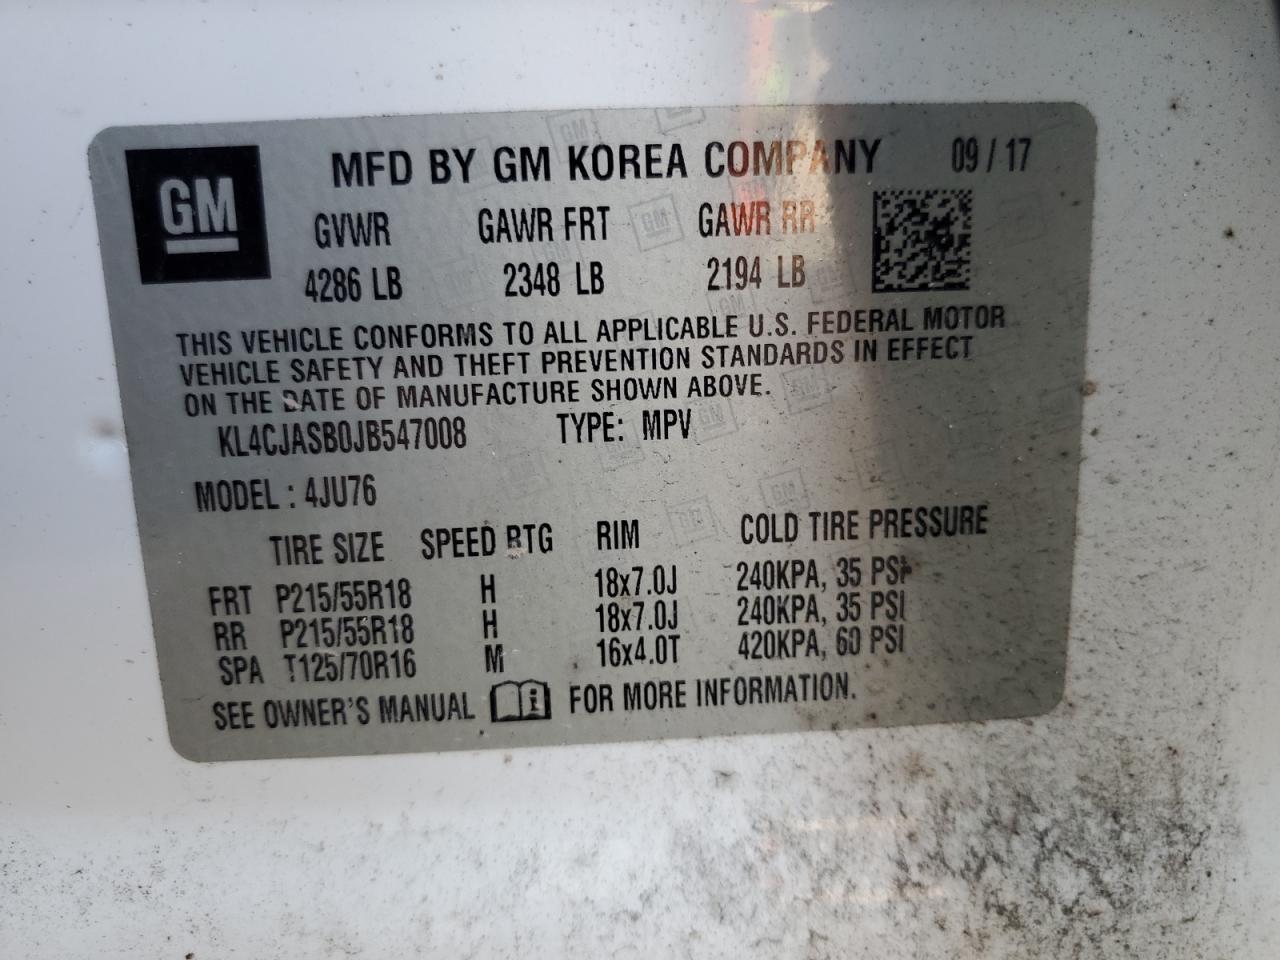 GM
MFD BY GM KOREA COMPANY 09 / 17
GVWR GAWR FRT GAWR RR
4286 LB 2348 LB 2194 LB
THIS VEHICLE CONFORMS TO ALL APPLICABLE U.S. FEDERAL MOTOR
VEHICLE SAFETY AND THEFT PREVENTION STANDARDS IN EFFECT
ON THE DATE OF MANUFACTURE SHOWN ABOVE.
KL4CJASB0JB547008 TYPE: MPV
MODEL : 4JU76
TIRE SIZE SPEED RTG RIM COLD TIRE PRESSURE
FRT P215/55R18 H 18x7.0J 240KPA, 35 PSI
RR P215/55R18 H 18x7.0J 240KPA, 35 PSI
SPA T125/70R16 M 16x4.0T 420KPA, 60 PSI
SEE OWNER'S MANUAL i FOR MORE INFORMATION.